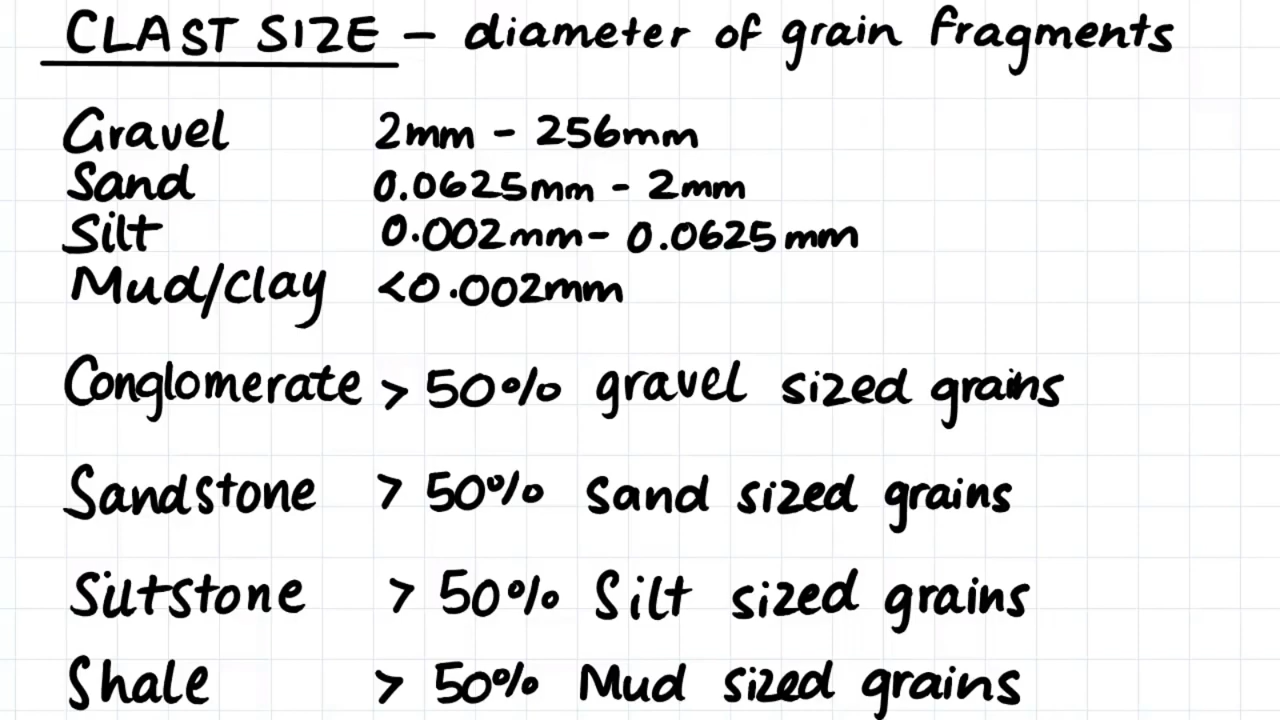 CLAST SIZE – diameter of grain fragments
Gravel 2mm - 256mm
Sand 0.0625mm - 2mm
Silt 0.002mm - 0.0625mm
Mud/clay <0.002mm
Conglomerate > 50% gravel sized grains
Sandstone > 50% Sand sized grains
Siltstone > 50% Silt sized grains
Shale > 50% Mud sized grains